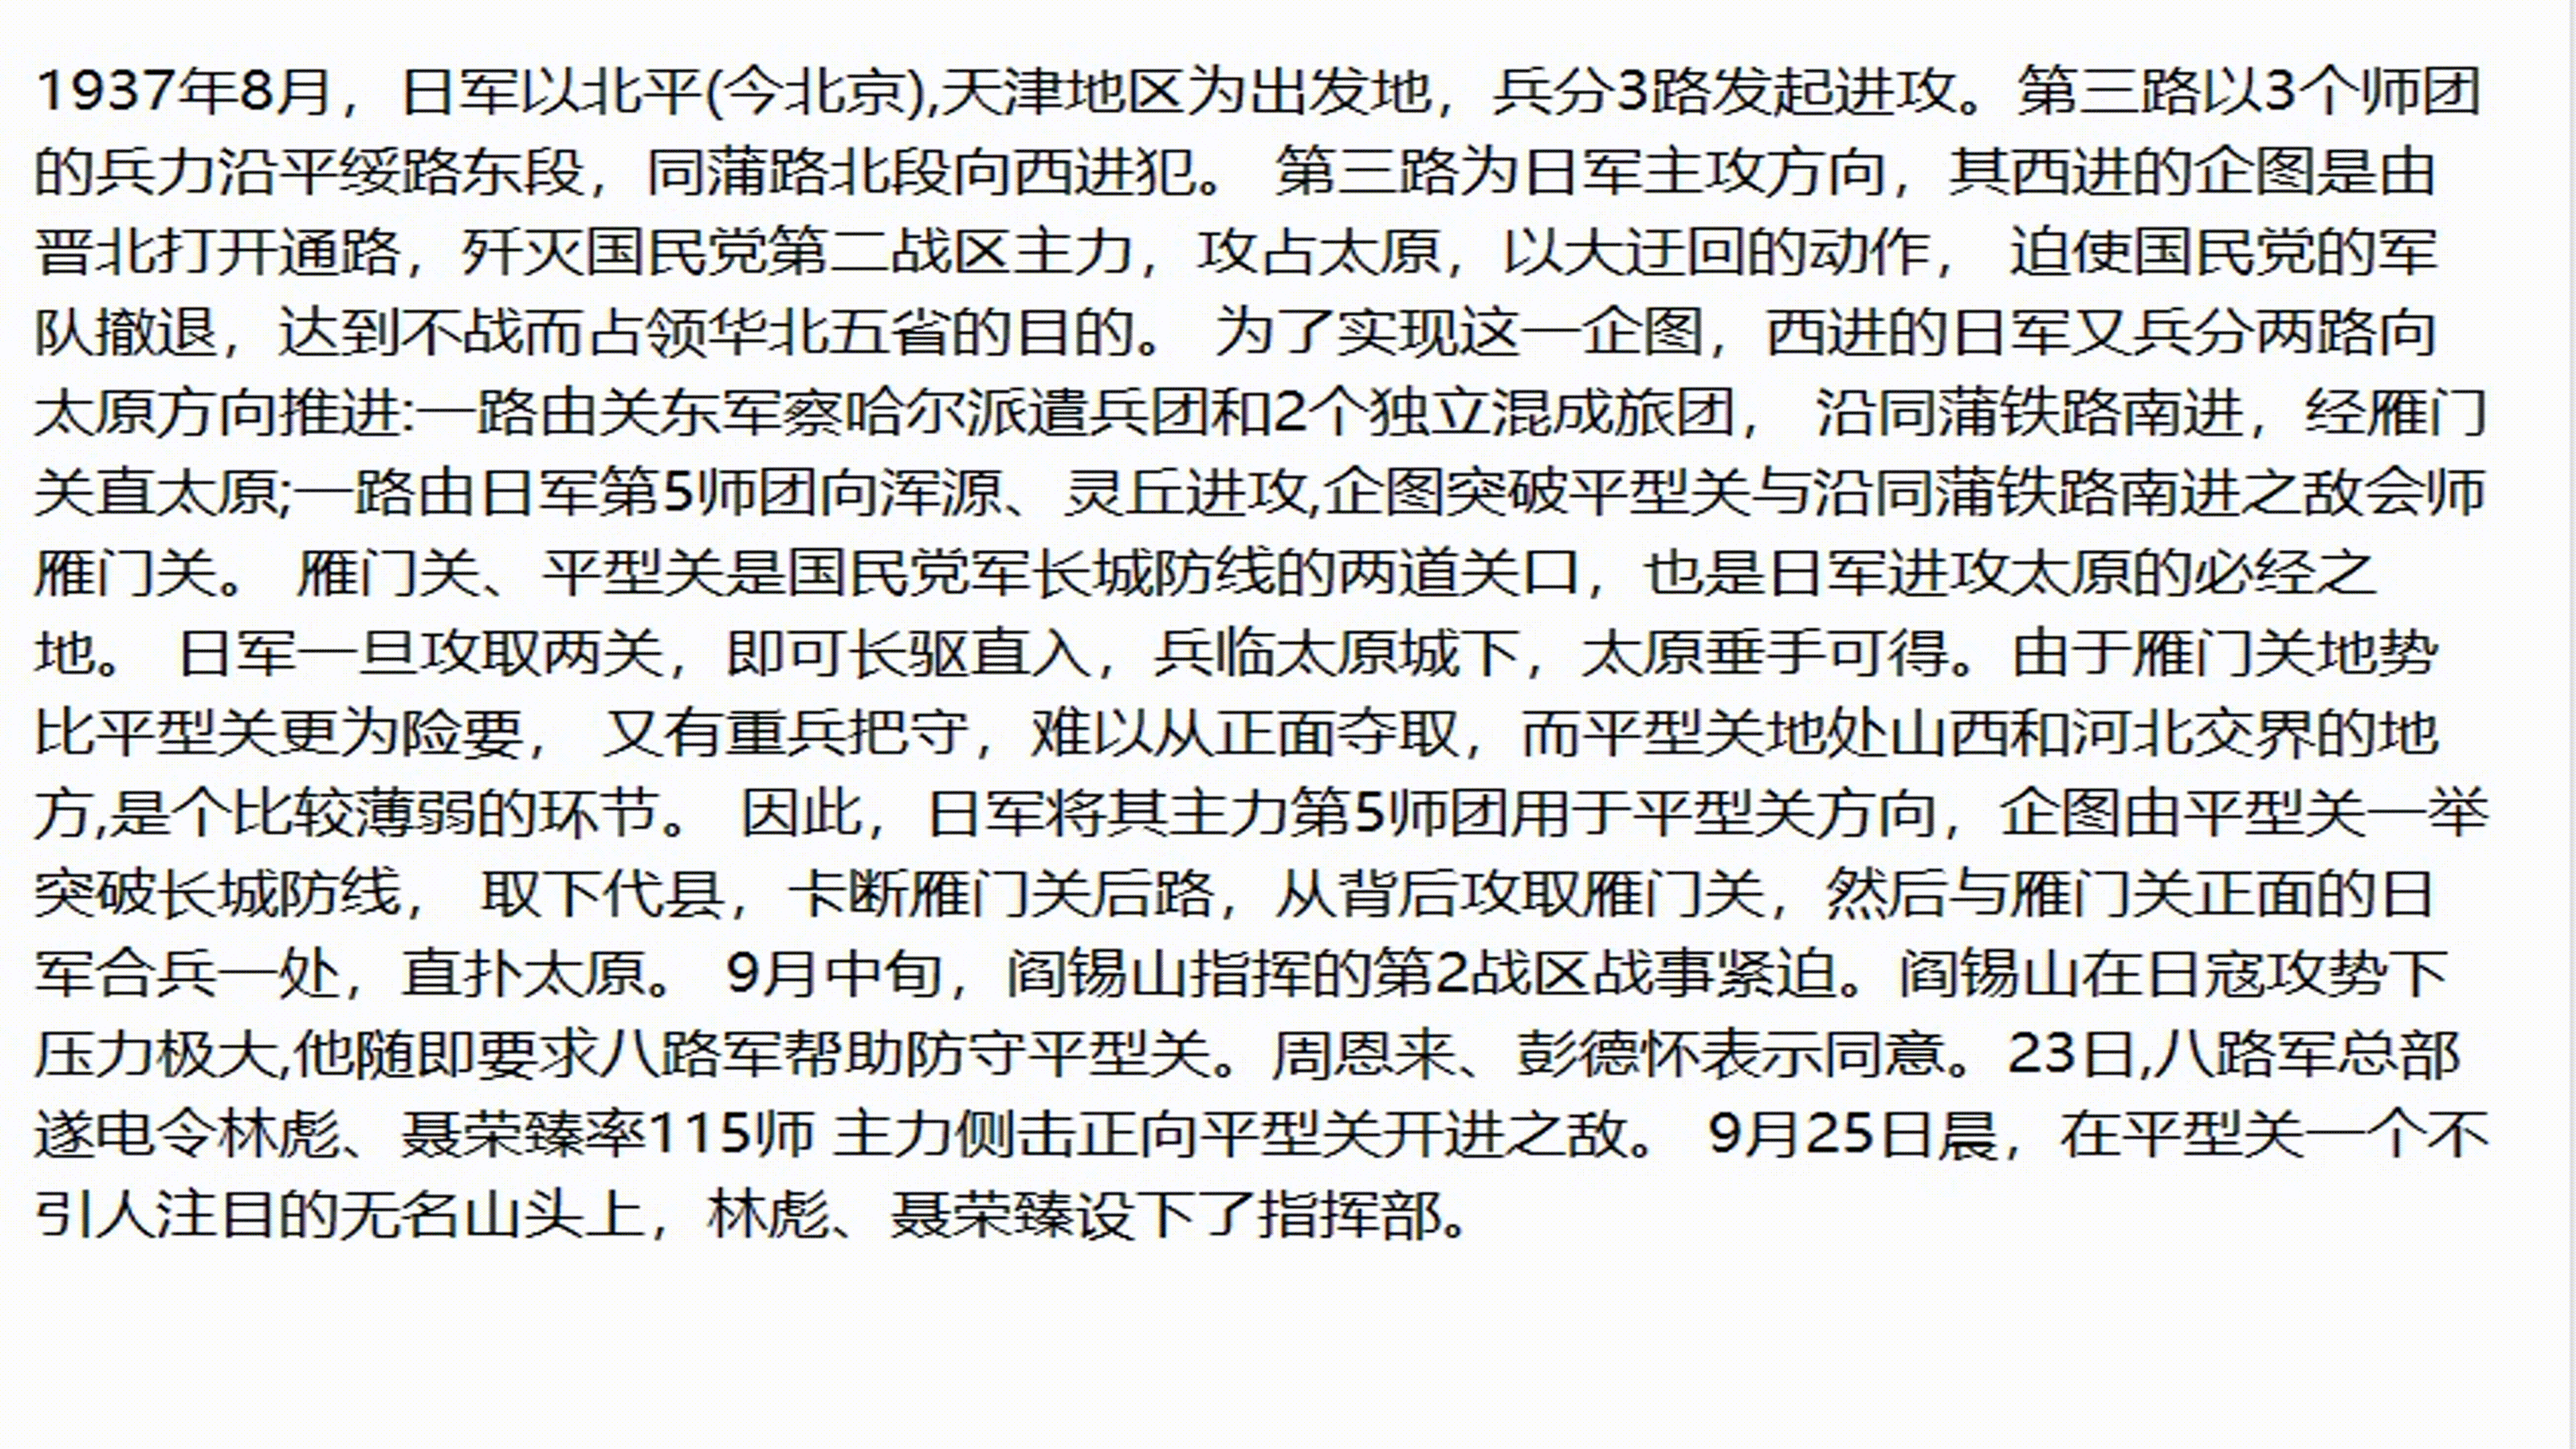 1937年8月，日军以北平(今北京),天津地区为出发地，兵分3路发起进攻。第三路以3个师团
的兵力沿平绥路东段，同蒲路北段向西进犯。 第三路为日军主攻方向，其西进的企图是由
晋北打开通路，歼灭国民党第二战区主力，攻占太原，以大迂回的动作， 迫使国民党的军
队撤退，达到不战而占领华北五省的目的。 为了实现这一企图，西进的日军又兵分两路向
太原方向推进:一路由关东军察哈尔派遣兵团和2个独立混成旅团， 沿同蒲铁路南进，经雁门
关直太原;一路由日军第5师团向浑源、灵丘进攻,企图突破平型关与沿同蒲铁路南进之敌会师
雁门关。 雁门关、平型关是国民党军长城防线的两道关口，也是日军进攻太原的必经之
地。 日军一旦攻取两关，即可长驱直入，兵临太原城下，太原垂手可得。由于雁门关地势
比平型关更为险要， 又有重兵把守，难以从正面夺取，而平型关地处山西和河北交界的地
方,是个比较薄弱的环节。 因此，日军将其主力第5师团用于平型关方向，企图由平型关一举
突破长城防线， 取下代县，卡断雁门关后路，从背后攻取雁门关，然后与雁门关正面的日
军合兵一处，直扑太原。 9月中旬，阎锡山指挥的第2战区战事紧迫。阎锡山在日寇攻势下
压力极大,他随即要求八路军帮助防守平型关。周恩来、彭德怀表示同意。23日,八路军总部
遂电令林彪、聂荣臻率115师 主力侧击正向平型关开进之敌。 9月25日晨，在平型关一个不
引人注目的无名山头上，林彪、聂荣臻设下了指挥部。